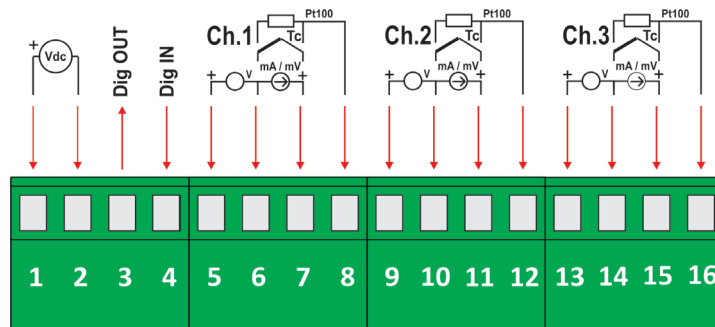 +
Vdc
Dig OUT
Dig IN
Ch.1
Pt100
Tc
mA / mV
+ V +
Ch.2
Pt100
Tc
mA / mV
+ V +
Ch.3
Pt100
Tc
mA / mV
+ V +
1 2 3 4 5 6 7 8 9 10 11 12 13 14 15 16